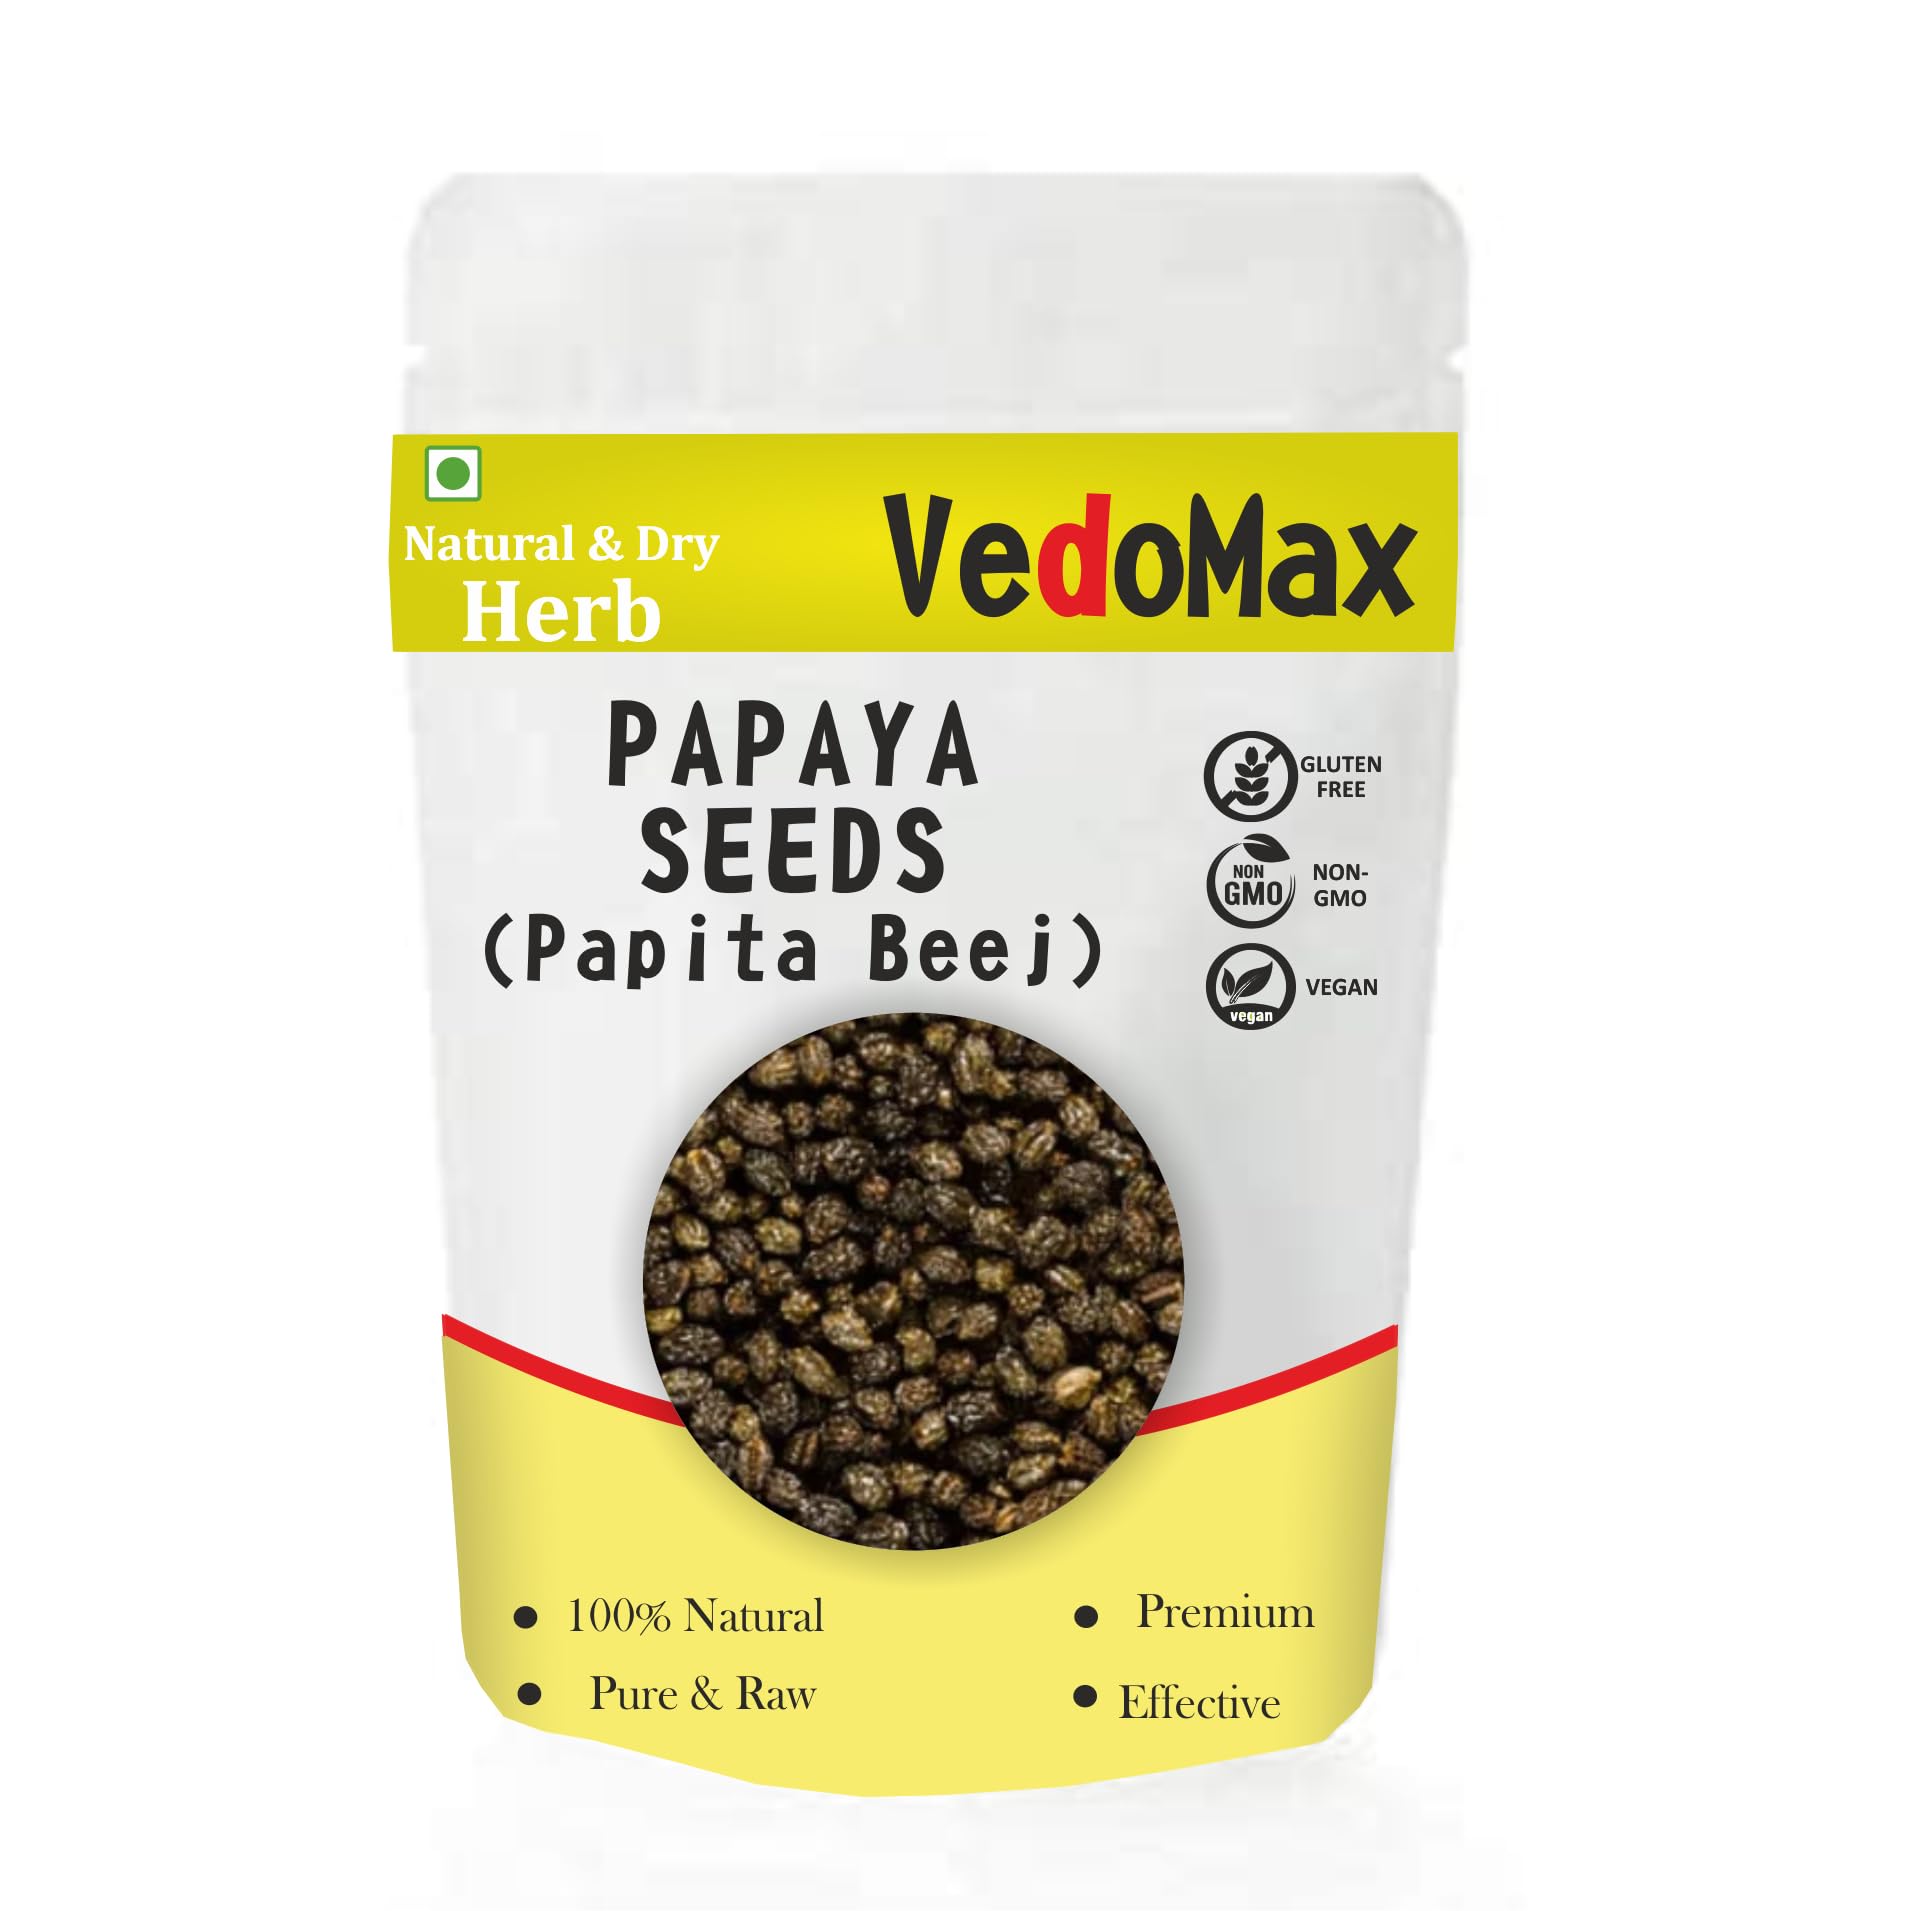 Natural & Dry
Herb
VedoMax
PAPAYA
SEEDS
(Papita Beej)
GLUTEN
FREE
NON
GMO
NON-
GMO
vegan
VEGAN
100% Natural
Premium
Pure & Raw
Effective